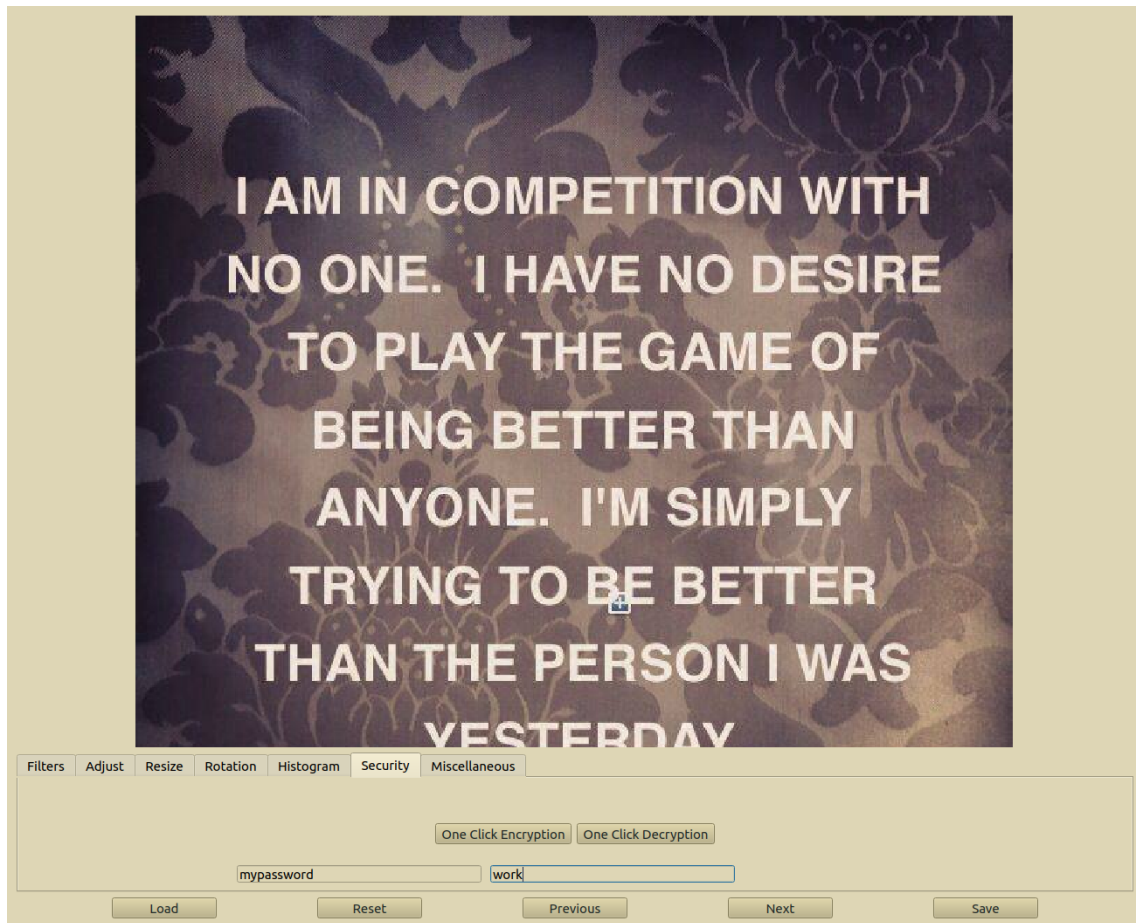 I AM IN COMPETITION WITH
NO ONE.  I HAVE NO DESIRE
TO PLAY THE GAME OF
BEING BETTER THAN
ANYONE.  I'M SIMPLY
TRYING TO BE BETTER
THAN THE PERSON I WAS
YESTERDAY
Filters Adjust Resize Rotation Histogram Security Miscellaneous
One Click Encryption One Click Decryption
mypassword work
Load Reset Previous Next Save